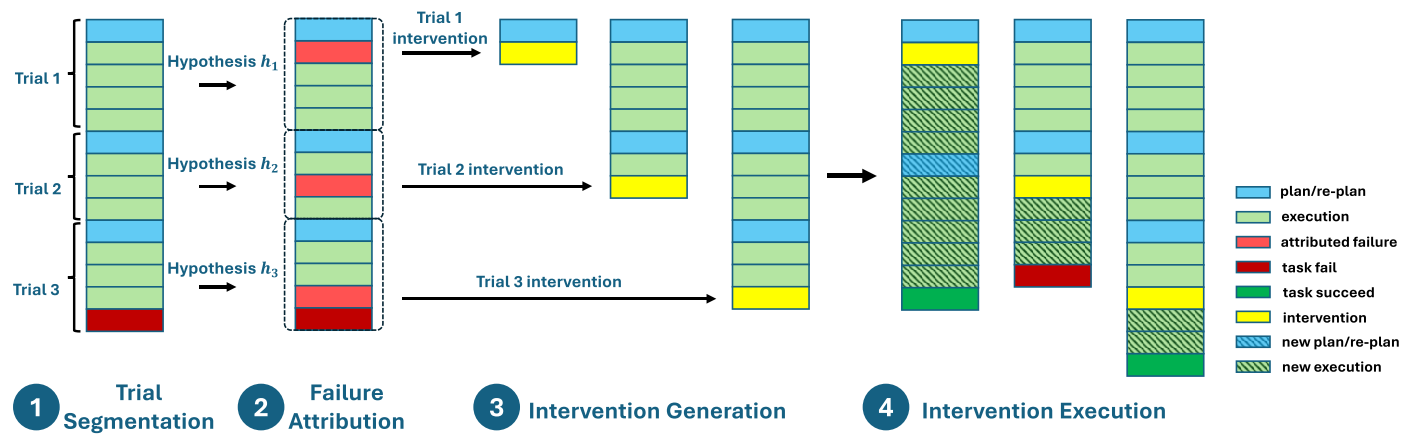 Trial 1
Trial 2
Trial 3
Hypothesis h₁
Hypothesis h₂
Hypothesis h₃
Trial 1
intervention
Trial 2 intervention
Trial 3 intervention
plan/re-plan
execution
attributed failure
task fail
task succeed
intervention
new plan/re-plan
new execution
1
Trial
Segmentation
2
Failure
Attribution
3
Intervention Generation
4
Intervention Execution